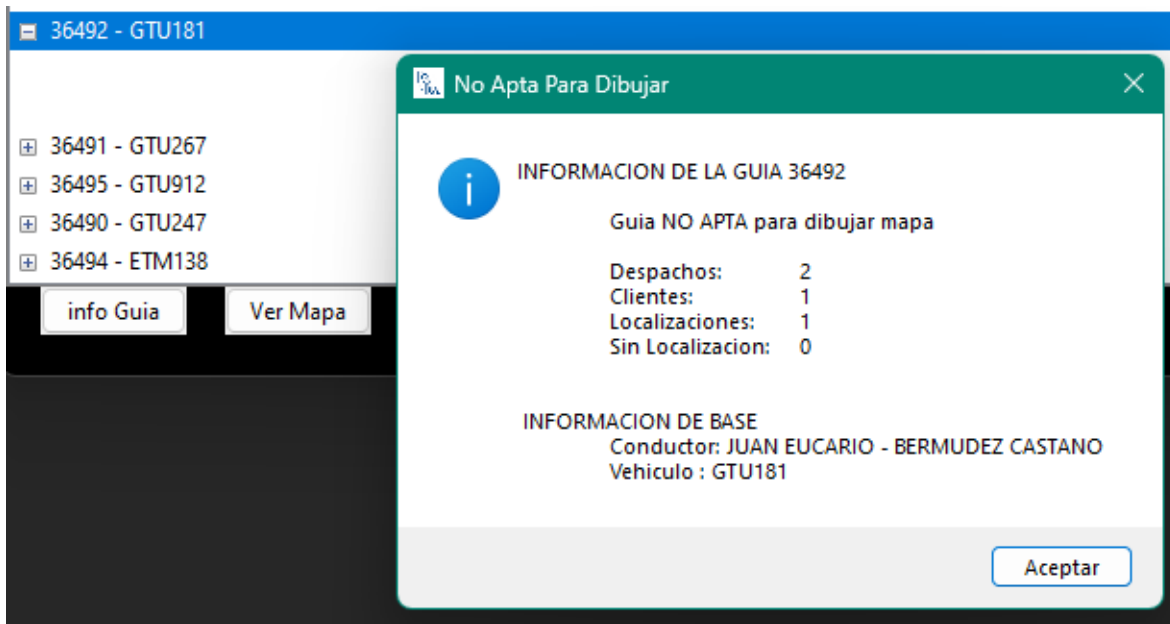 36492 - GTU181
No Apta Para Dibujar
36491 - GTU267
36495 - GTU912
36490 - GTU247
36494 - ETM138
info Guia
Ver Mapa
INFORMACION DE LA GUIA 36492
Guia NO APTA para dibujar mapa
Despachos: 2
Clientes: 1
Localizaciones: 1
Sin Localizacion: 0
INFORMACION DE BASE
Conductor: JUAN EUCARIO - BERMUDEZ CASTANO
Vehiculo : GTU181
Aceptar